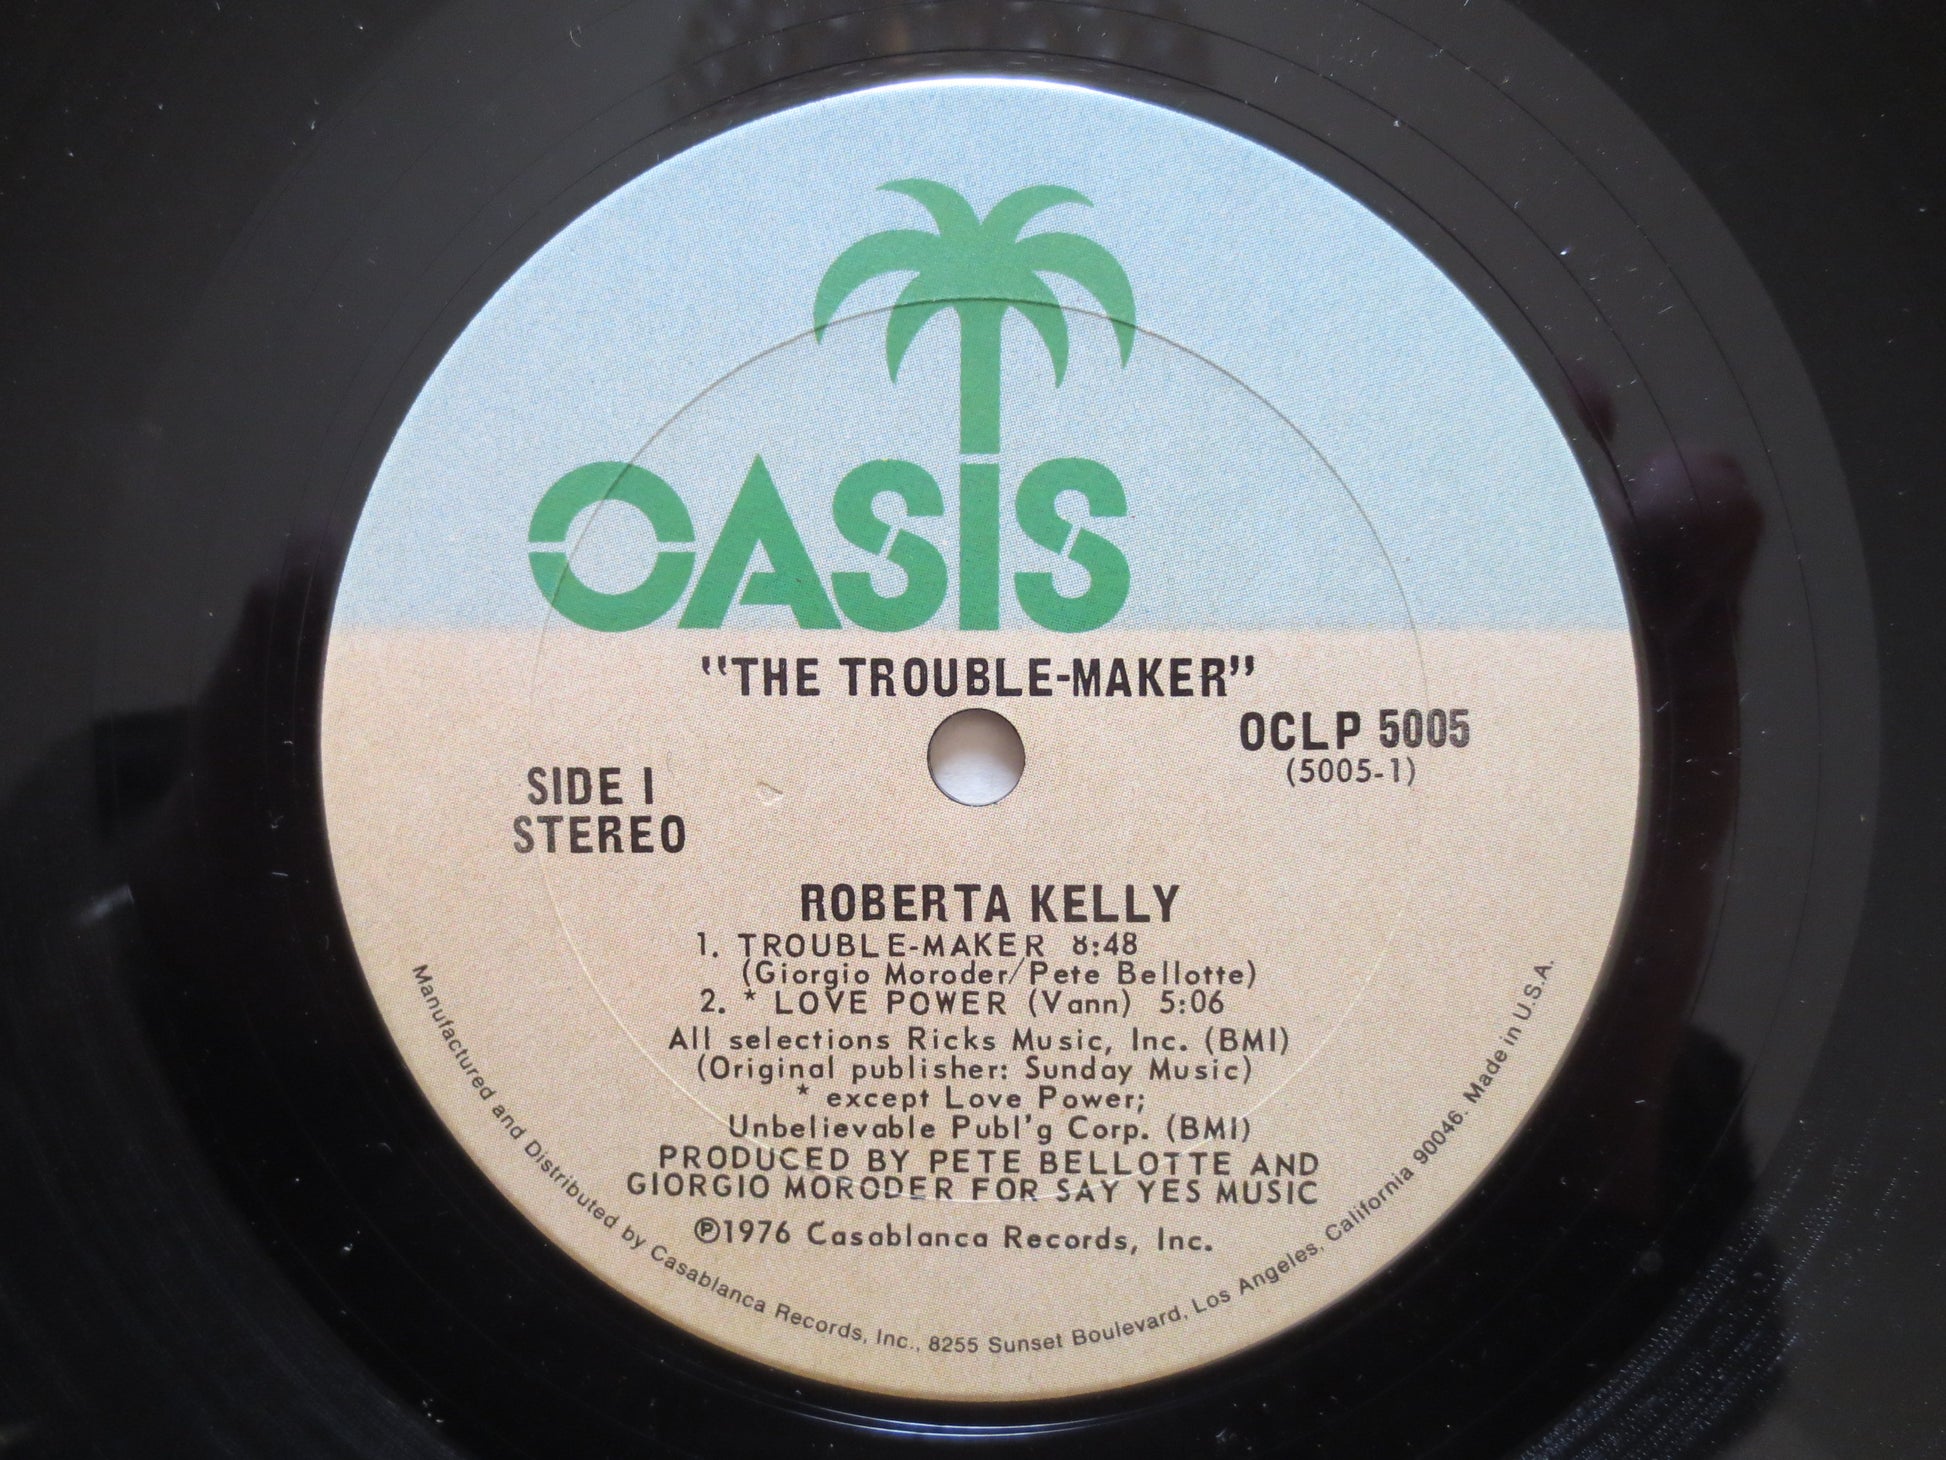 OASIS
"THE TROUBLE-MAKER"
OCLP 5005
(5005-1)
SIDE 1
STEREO
ROBERTA KELLY
1. TROUBLE-MAKER 8:48
(Giorgio Moroder/Pete Bellotte)
2. * LOVE POWER (Vann) 5:06
All selections Ricks Music, Inc. (BMI)
(Original publisher: Sunday Music)
* except Love Power;
Unbelievable Publ'g Corp. (BMI)
PRODUCED BY PETE BELLOTTE AND
GIORGIO MORODER FOR SAY YES MUSIC
℗1976 Casablanca Records, Inc.
Manufactured and Distributed by Casablanca Records, Inc., 8255 Sunset Boulevard, Los Angeles, California 90046. Made in U.S.A.